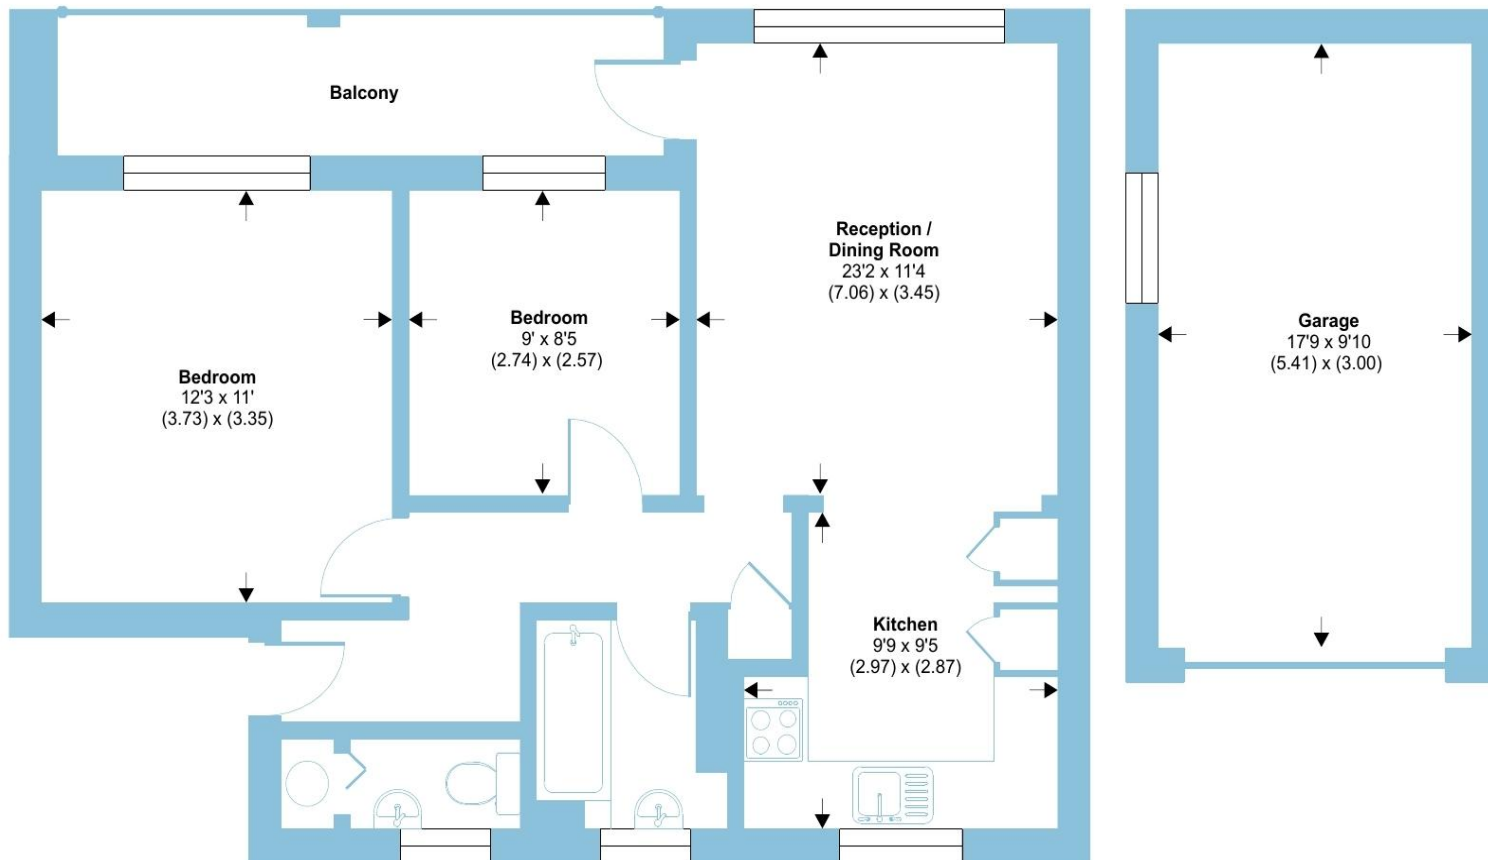 Balcony
Reception /
Dining Room
23'2 x 11'4
(7.06) x (3.45)
Bedroom
9' x 8'5
(2.74) x (2.57)
Bedroom
12'3 x 11'
(3.73) x (3.35)
Garage
17'9 x 9'10
(5.41) x (3.00)
Kitchen
9'9 x 9'5
(2.97) x (2.87)